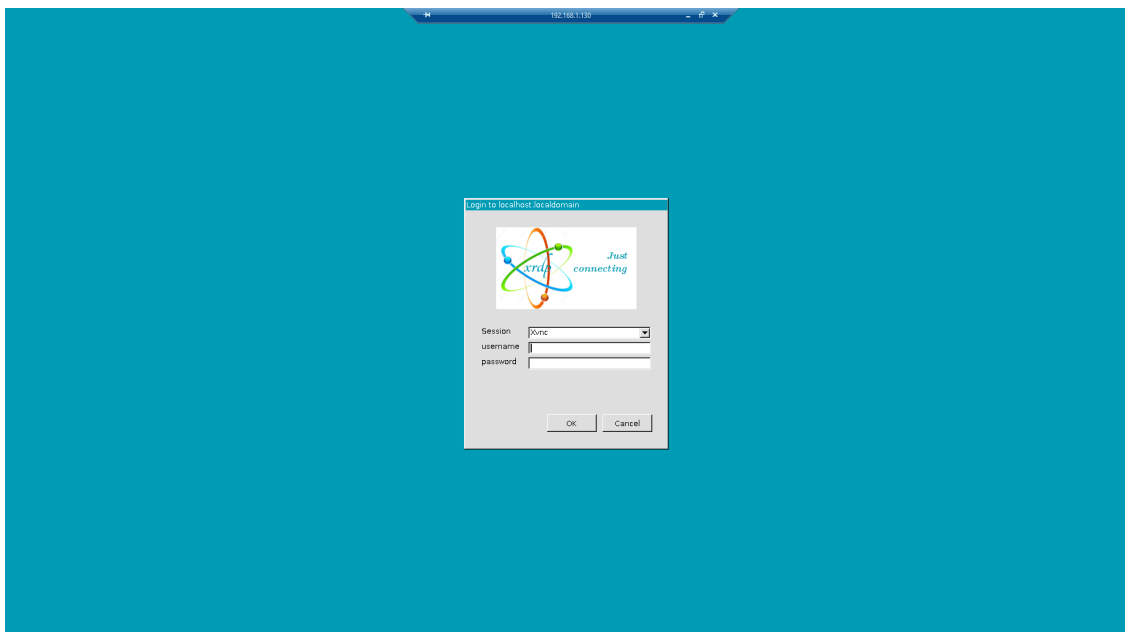 192.168.1.130
Login to localhost.localdomain
xrdp
Just
connecting
Session Xvnc
username
password
OK Cancel